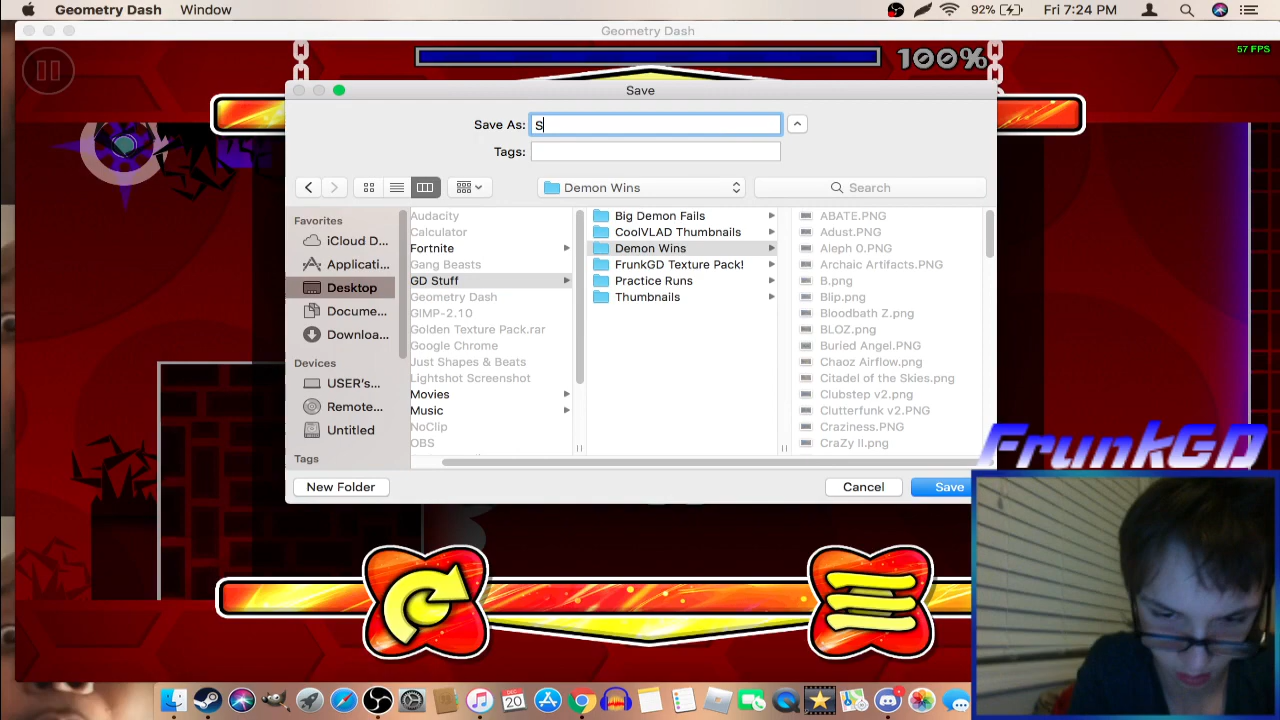 Geometry Dash Window 92% Fri 7:24 PM
Geometry Dash
57 FPS
100%
Save
Save As: S
Tags:
Demon Wins Search
Favorites
iCloud D...
Applicati...
Desktop
Docume...
Downloa...
Devices
USER's...
Remote...
Untitled
Tags
Audacity
Calculator
Fortnite
Gang Beasts
GD Stuff
Geometry Dash
GIMP-2.10
Golden Texture Pack.rar
Google Chrome
Just Shapes & Beats
Lightshot Screenshot
Movies
Music
NoClip
OBS
Big Demon Fails
CoolVLAD Thumbnails
Demon Wins
FrunkGD Texture Pack!
Practice Runs
Thumbnails
ABATE.PNG
Adust.PNG
Aleph 0.PNG
Archaic Artifacts.PNG
B.png
Blip.png
Bloodbath Z.png
BLOZ.png
Buried Angel.PNG
Chaoz Airflow.png
Citadel of the Skies.png
Clubstep v2.png
Clutterfunk v2.PNG
Craziness.PNG
CraZy II.png
New Folder Cancel Save
FrunkGD
DEC
20